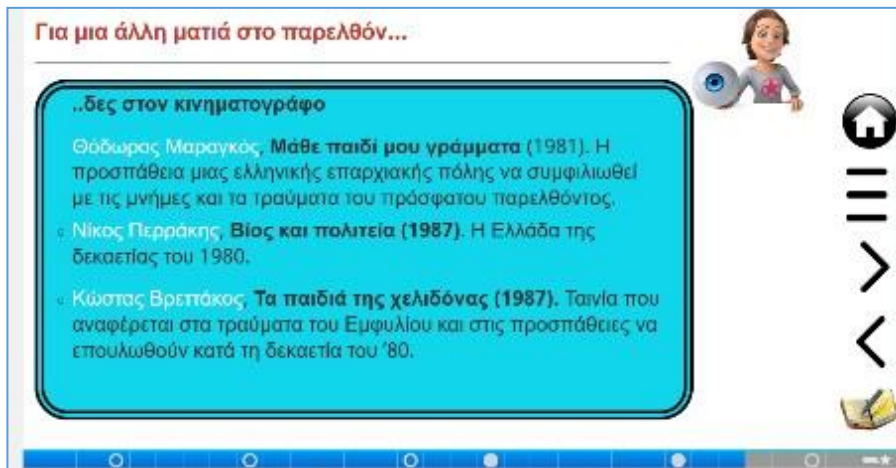 Για μια άλλη ματιά στο παρελθόν...
..δες στον κινηματογράφο
Θόδωρος Μαραγκός, Μάθε παιδί μου γράμματα (1981). Η
προσπάθεια μιας ελληνικής επαρχιακής πόλης να συμφιλιωθεί
με τις μνήμες και τα τραύματα του πρόσφατου παρελθόντος.
Νίκος Περράκης, Βίος και πολιτεία (1987). Η Ελλάδα της
δεκαετίας του 1980.
Κώστας Βρεττάκος, Τα παιδιά της χελιδόνας (1987). Ταινία που
αναφέρεται στα τραύματα του Εμφυλίου και στις προσπάθειες να
επουλωθούν κατά τη δεκαετία του ’80.